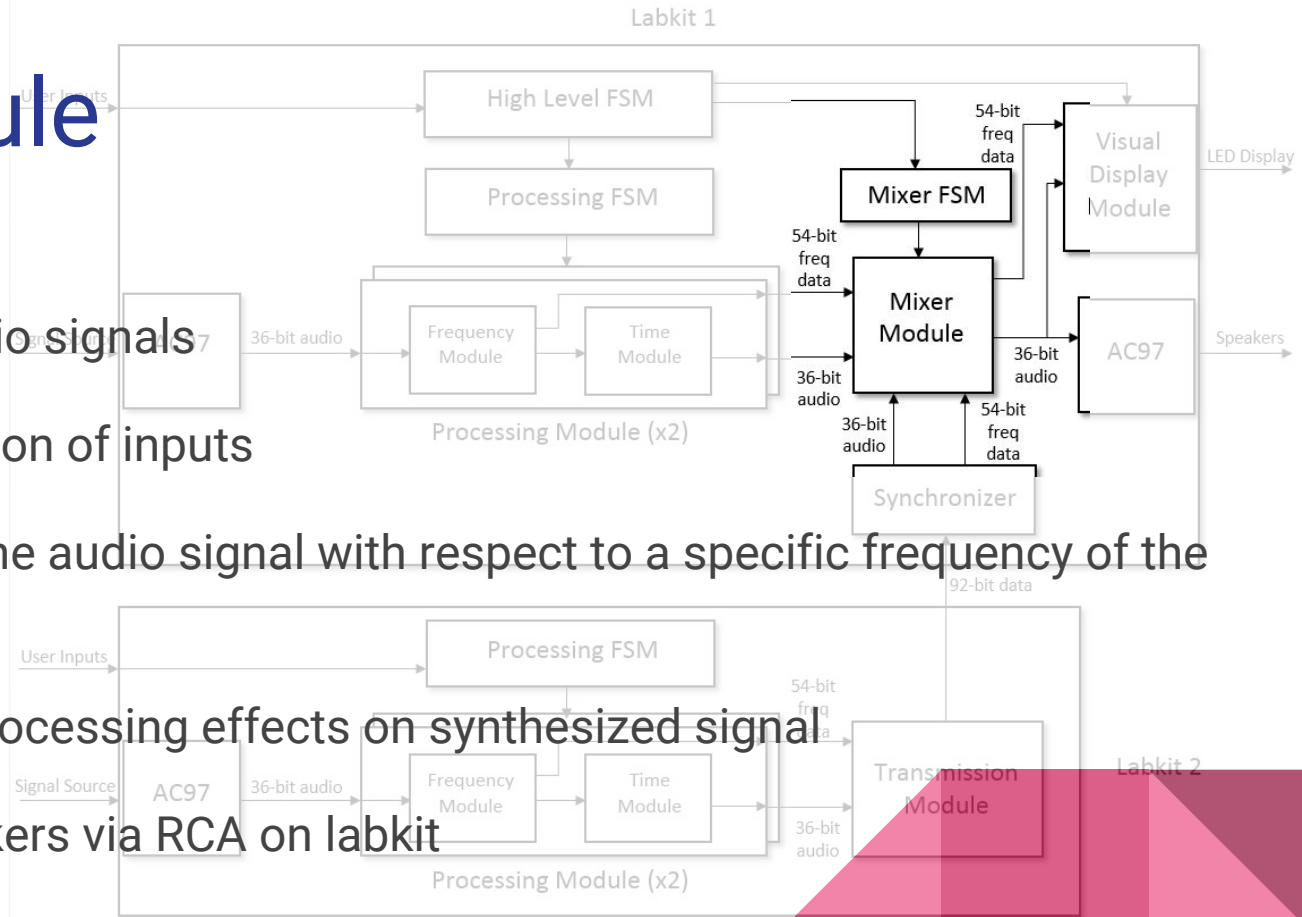 Labkit 1
ule
User Inputs
High Level FSM
54-bit
freq
data
Visual
Display
Module
LED Display
Processing FSM
Mixer FSM
54-bit
freq
data
Mixer
Module
io signals
Signal Source
AC97
36-bit audio
Frequency
Module
Time
Module
36-bit
audio
36-bit
audio
AC97
Speakers
Processing Module (x2)
36-bit
audio
54-bit
freq
data
ion of inputs
Synchronizer
ne audio signal with respect to a specific frequency of the
92-bit data
User Inputs
Processing FSM
54-bit
freq
data
rocessing effects on synthesized signal
Signal Source
AC97
36-bit audio
Frequency
Module
Time
Module
Transmission
Module
Labkit 2
36-bit
audio
kers via RCA on labkit
Processing Module (x2)